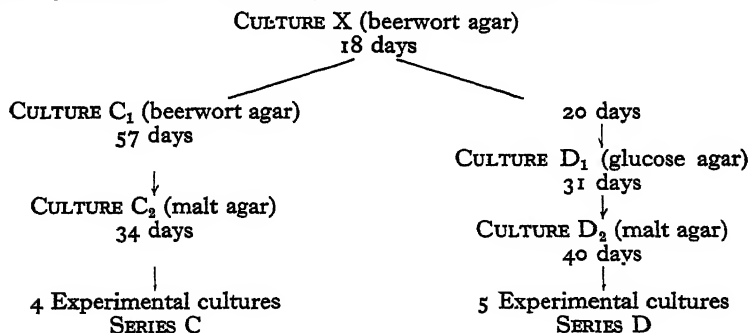 CULTURE X (beerwort agar)
18 days
CULTURE C₁ (beerwort agar)
57 days
CULTURE C₂ (malt agar)
34 days
4 Experimental cultures
SERIES C
20 days
CULTURE D₁ (glucose agar)
31 days
CULTURE D₂ (malt agar)
40 days
5 Experimental cultures
SERIES D